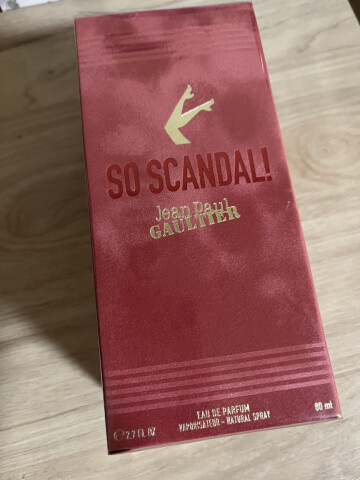 SO SCANDAL!
Jean Paul
GAULTIER
EAU DE PARFUM
VAPORISATEUR - NATURAL SPRAY
℮ 2.7 FL OZ
80 ml